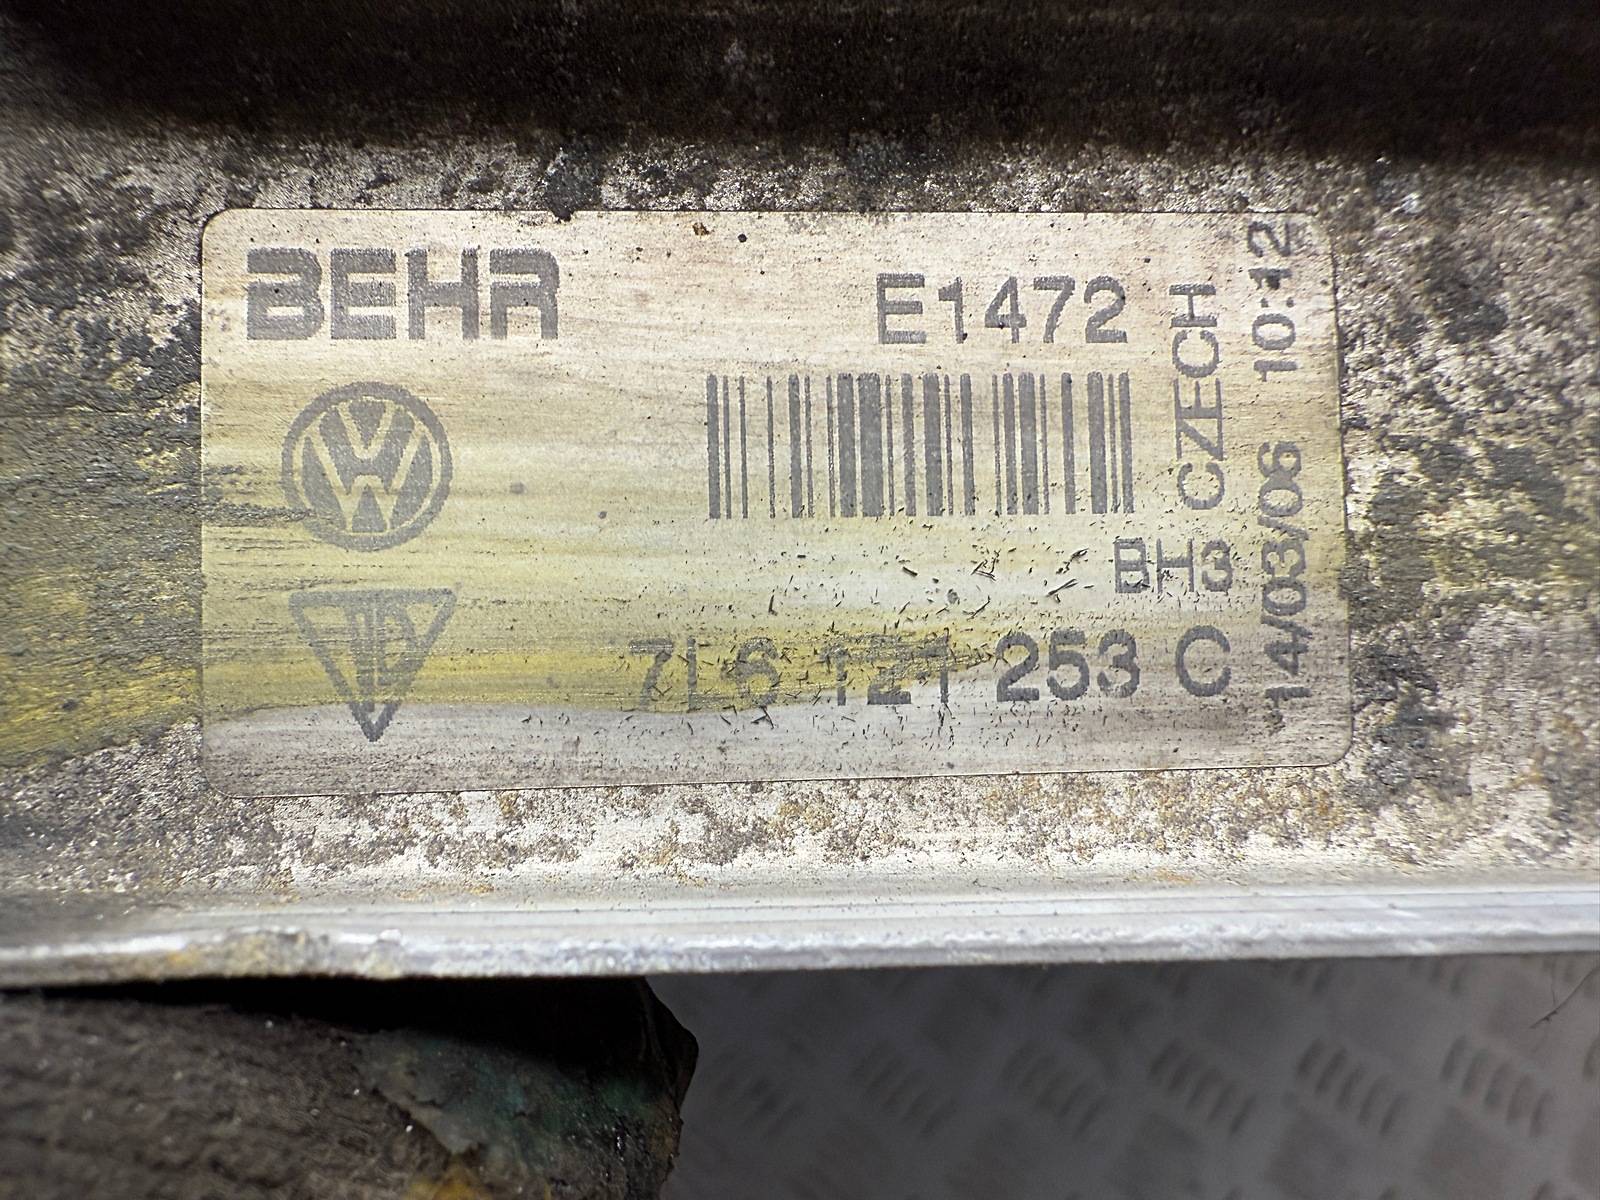 BEHR
E1472
CZECH
14/03/06 10:12
BH3
7L6 121 253 C